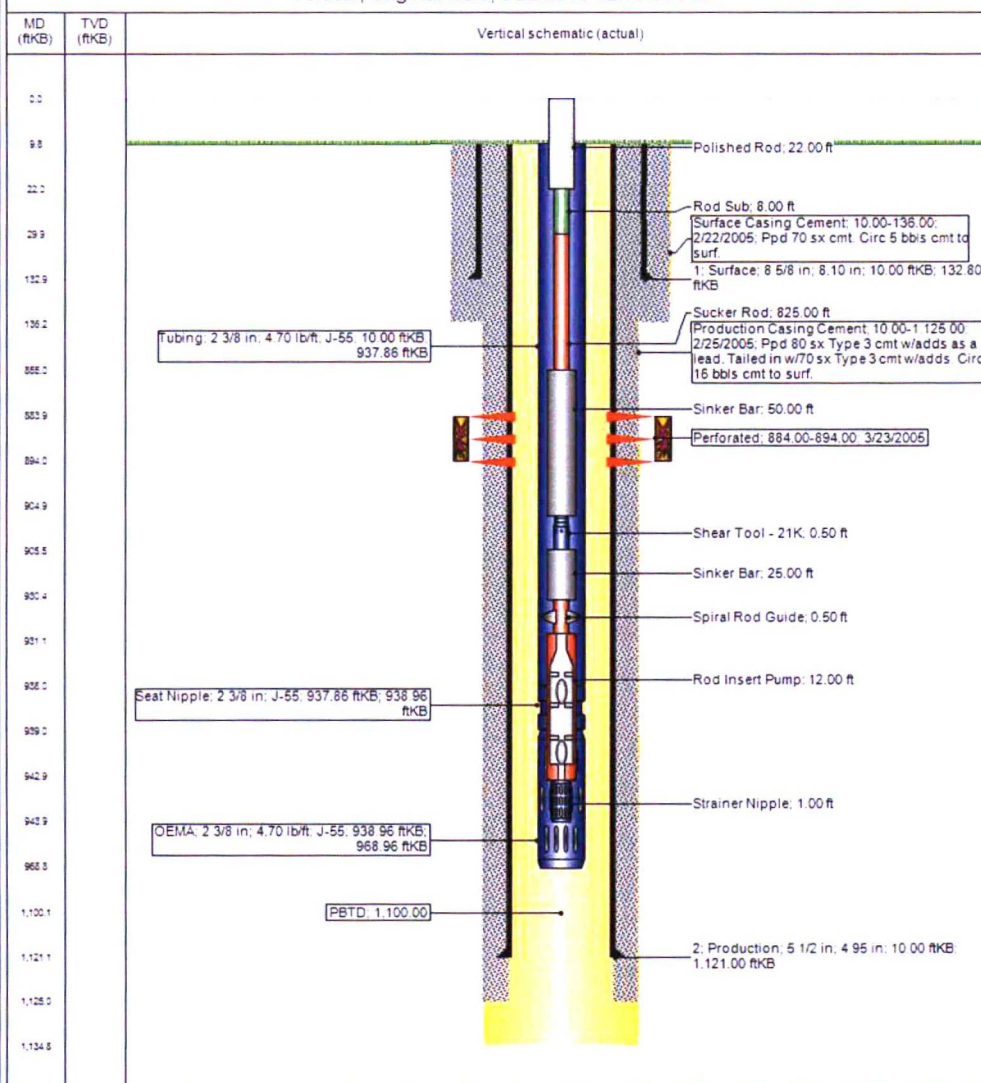 MD
(ftKB)
TVD
(ftKB)
Vertical schematic (actual)
0.0
9.8
22.0
29.9
132.9
136.2
855.0
883.9
894.0
904.9
905.5
930.4
931.1
938.0
939.0
942.9
943.9
968.8
1,100.1
1,121.1
1,125.0
1,134.8
Polished Rod; 22.00 ft
Rod Sub; 8.00 ft
Surface Casing Cement; 10.00-136.00;
2/22/2005; Ppd 70 sx cmt. Circ 5 bbls cmt to
surf.
1; Surface; 8 5/8 in; 8.10 in; 10.00 ftKB; 132.80
ftKB
Sucker Rod; 825.00 ft
Tubing; 2 3/8 in; 4.70 lb/ft; J-55; 10.00 ftKB
937.86 ftKB
Production Casing Cement; 10.00-1,125.00
2/25/2005; Ppd 80 sx Type 3 cmt w/adds as a
lead. Tailed in w/70 sx Type 3 cmt w/adds. Circ
16 bbls cmt to surf.
Sinker Bar; 50.00 ft
Perforated; 884.00-894.00; 3/23/2005
Shear Tool - 21K; 0.50 ft
Sinker Bar; 25.00 ft
Spiral Rod Guide; 0.50 ft
Rod Insert Pump; 12.00 ft
Seat Nipple; 2 3/8 in; J-55; 937.86 ftKB; 938.96
ftKB
Strainer Nipple; 1.00 ft
OEMA; 2 3/8 in; 4.70 lb/ft; J-55; 938.96 ftKB;
968.96 ftKB
PBTD; 1,100.00
2; Production; 5 1/2 in; 4.95 in; 10.00 ftKB;
1,121.00 ftKB